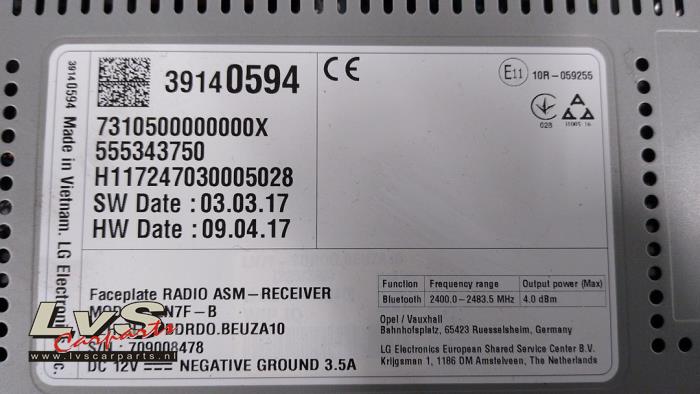 39140594
CE
E11 10R-059255
028
7310500000000X
555343750
H117247030005028
SW Date : 03.03.17
HW Date : 09.04.17
39140594 Made in Vietnam. LG Electron c.
Faceplate RADIO ASM-RECEIVER
N7F-B
ORDO.BEUZA10
S/N : 709008478
DC 12V NEGATIVE GROUND 3.5A
Function Frequency range Output power (Max)
Bluetooth 2400.0-2483.5 MHz 4.0 dBm
Opel / Vauxhall
Bahnhofsplatz, 65423 Ruesselsheim, Germany
LG Electronics European Shared Service Center B.V.
Krijgsman 1, 1186 DM Amstelveen, The Netherlands
LVS
Carparts
www.lvscarparts.nl